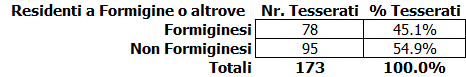 Residenti a Formigine o altrove Nr. Tesserati % Tesserati
Formiginesi 78 45.1%
Non Formiginesi 95 54.9%
Totali 173 100.0%